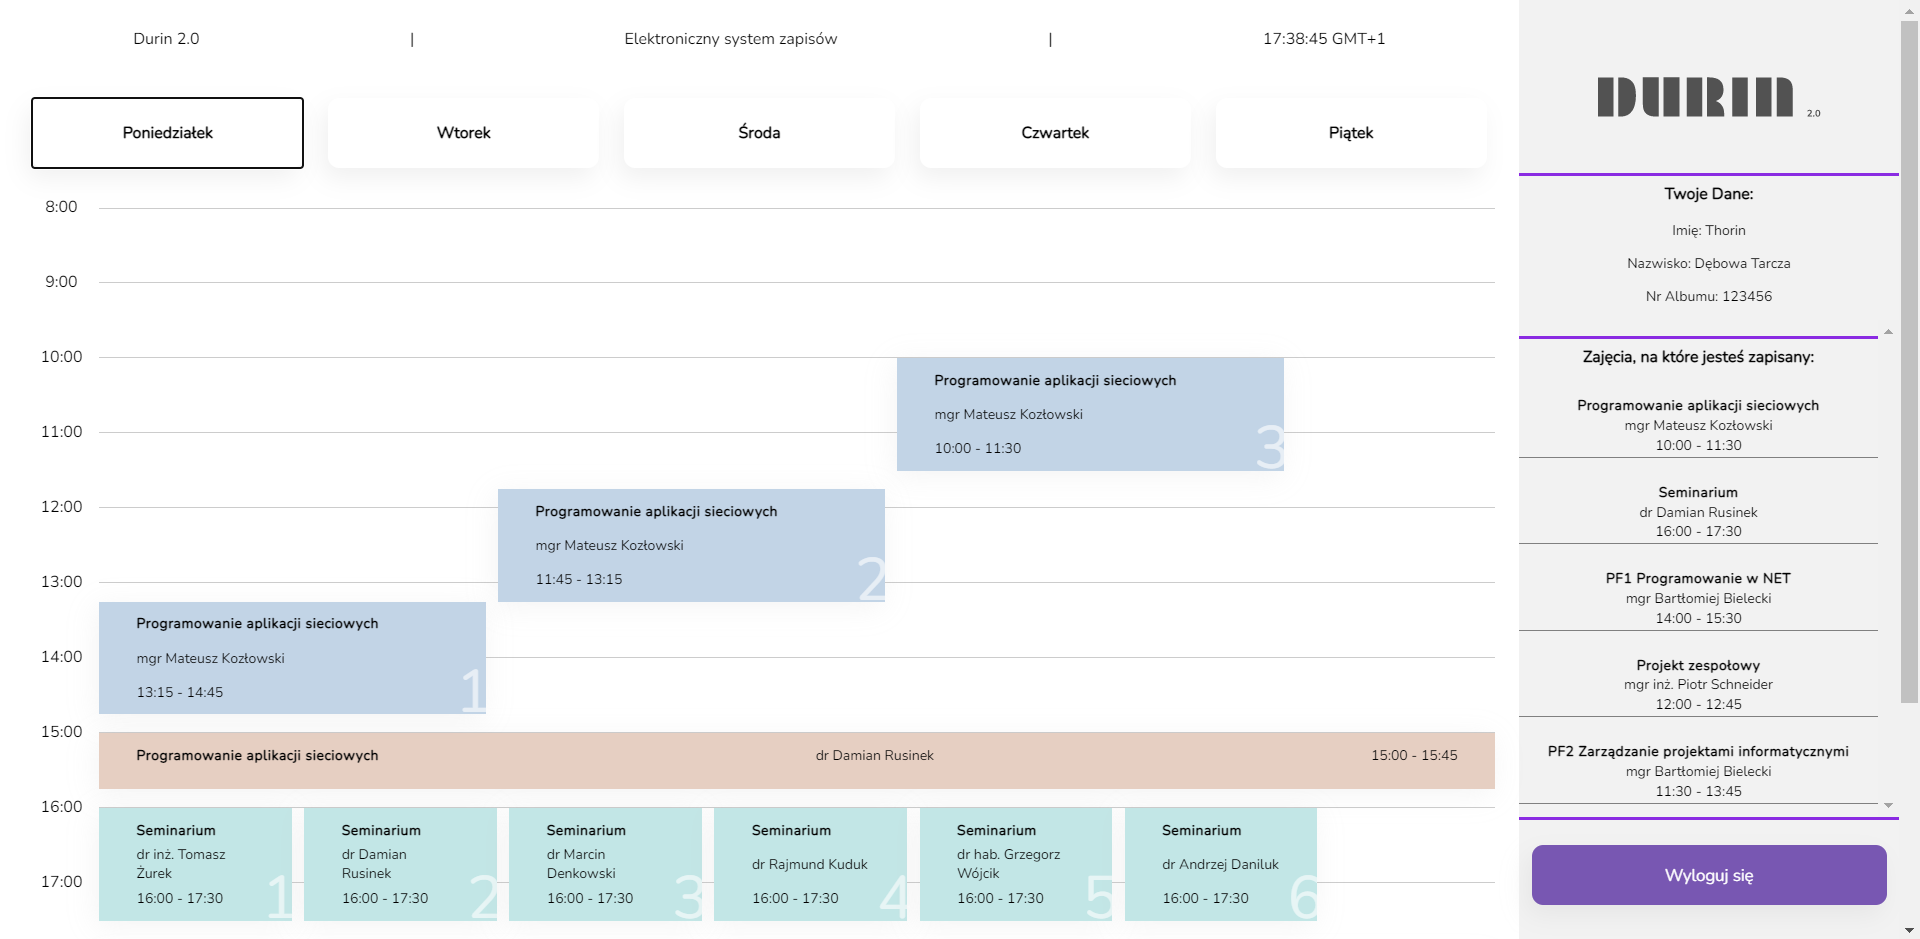 Durin 2.0 | Elektroniczny system zapisów | 17:38:45 GMT+1
Poniedziałek Wtorek Środa Czwartek Piątek
8:00
9:00
10:00
Programowanie aplikacji sieciowych
mgr Mateusz Kozłowski
11:00
10:00 - 11:30
3
12:00
Programowanie aplikacji sieciowych
mgr Mateusz Kozłowski
13:00
11:45 - 13:15
2
Programowanie aplikacji sieciowych
14:00
mgr Mateusz Kozłowski
13:15 - 14:45
1
15:00
Programowanie aplikacji sieciowych dr Damian Rusinek 15:00 - 15:45
16:00
17:00
Seminarium
dr inż. Tomasz
Żurek
16:00 - 17:30
1
Seminarium
dr Damian
Rusinek
16:00 - 17:30
2
Seminarium
dr Marcin
Denkowski
16:00 - 17:30
3
Seminarium
dr Rajmund Kuduk
16:00 - 17:30
4
Seminarium
dr hab. Grzegorz
Wójcik
16:00 - 17:30
5
Seminarium
dr Andrzej Daniluk
16:00 - 17:30
6
DURIN 2.0
Twoje Dane:
Imię: Thorin
Nazwisko: Dębowa Tarcza
Nr Albumu: 123456
Zajęcia, na które jesteś zapisany:
Programowanie aplikacji sieciowych
mgr Mateusz Kozłowski
10:00 - 11:30
Seminarium
dr Damian Rusinek
16:00 - 17:30
PF1 Programowanie w NET
mgr Bartłomiej Bielecki
14:00 - 15:30
Projekt zespołowy
mgr inż. Piotr Schneider
12:00 - 12:45
PF2 Zarządzanie projektami informatycznymi
mgr Bartłomiej Bielecki
11:30 - 13:45
Wyloguj się